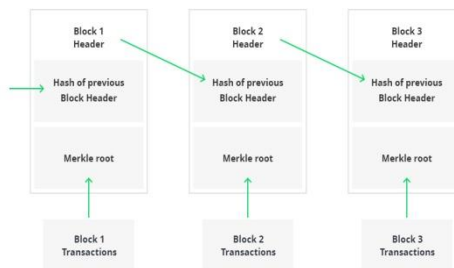 Block 1
Header
Block 2
Header
Block 3
Header
Hash of previous
Block Header
Hash of previous
Block Header
Hash of previous
Block Header
Merkle root
Merkle root
Merkle root
Block 1
Transactions
Block 2
Transactions
Block 3
Transactions